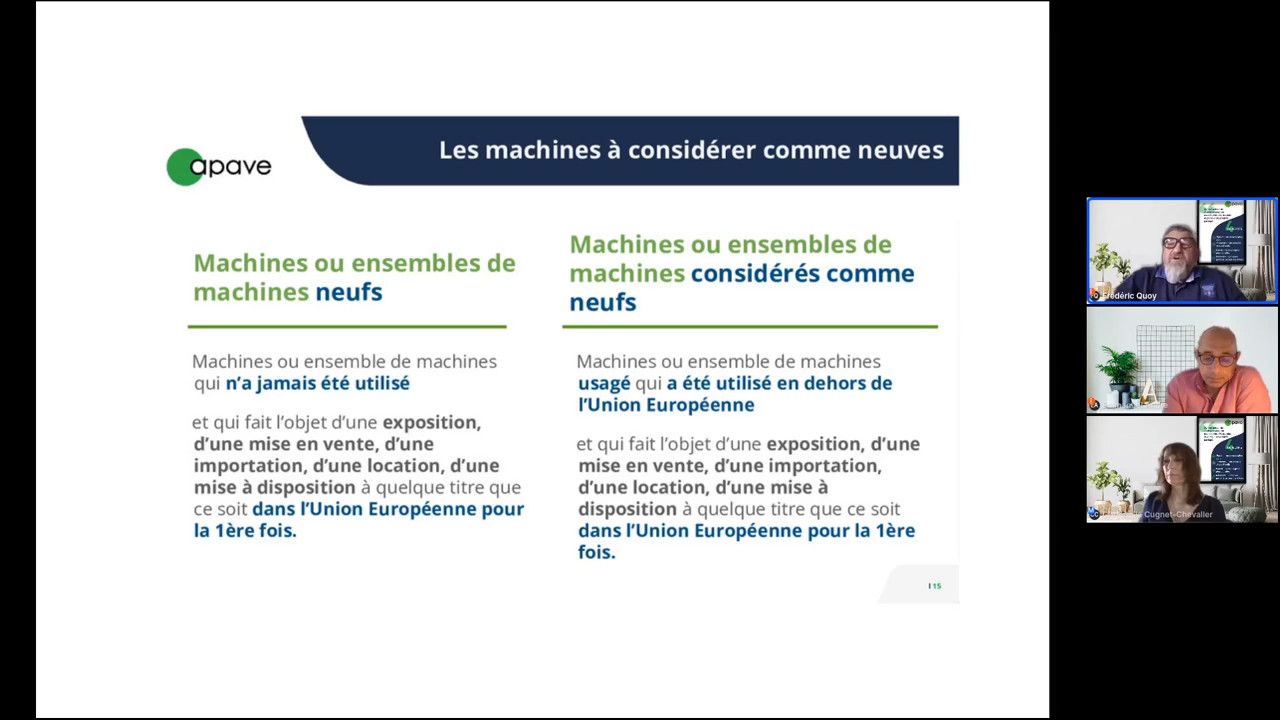 apave
Les machines à considérer comme neuves
Machines ou ensembles de
machines neufs
Machines ou ensemble de machines
qui n’a jamais été utilisé
et qui fait l’objet d’une exposition,
d’une mise en vente, d’une
importation, d’une location, d’une
mise à disposition à quelque titre que
ce soit dans l’Union Européenne pour
la 1ère fois.
Machines ou ensembles de
machines considérés comme
neufs
Machines ou ensemble de machines
usagé qui a été utilisé en dehors de
l’Union Européenne
et qui fait l’objet d’une exposition, d’une
mise en vente, d’une importation,
d’une location, d’une mise à
disposition à quelque titre que ce soit
dans l’Union Européenne pour la 1ère
fois.
I 15
Frédéric Quoy
Cugnet-Chevalier